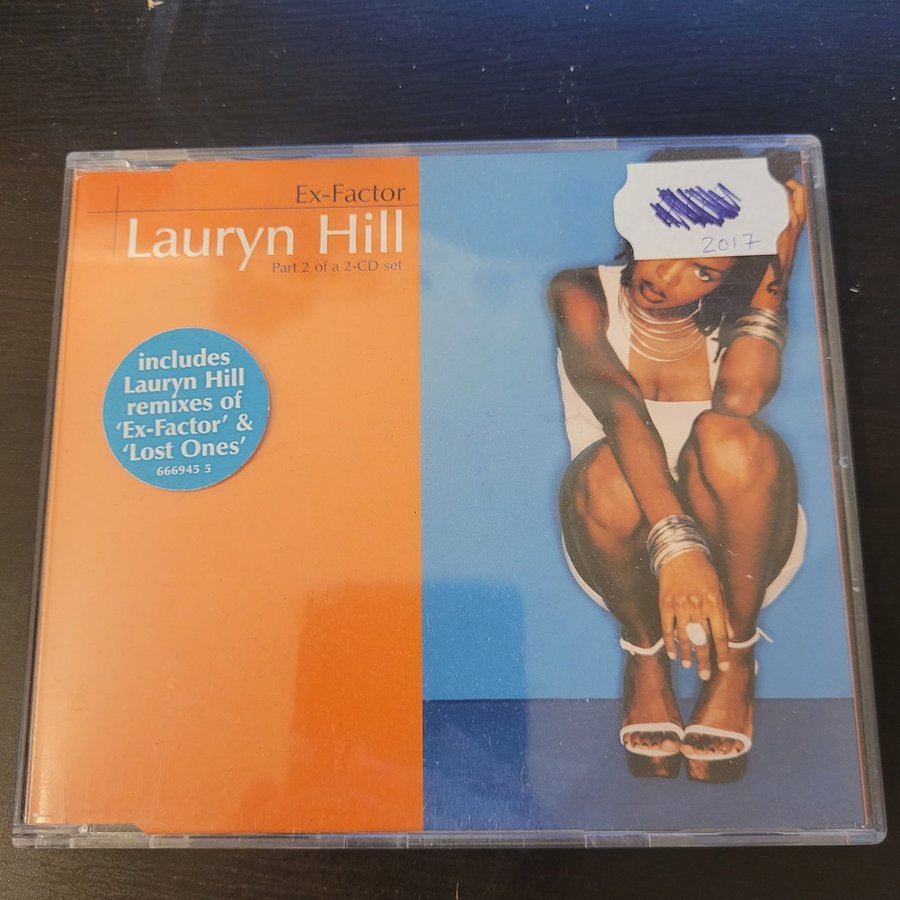 Ex-Factor
Lauryn Hill
Part 2 of a 2-CD set
2017
includes
Lauryn Hill
remixes of
‘Ex-Factor’ &
‘Lost Ones’
666945 5